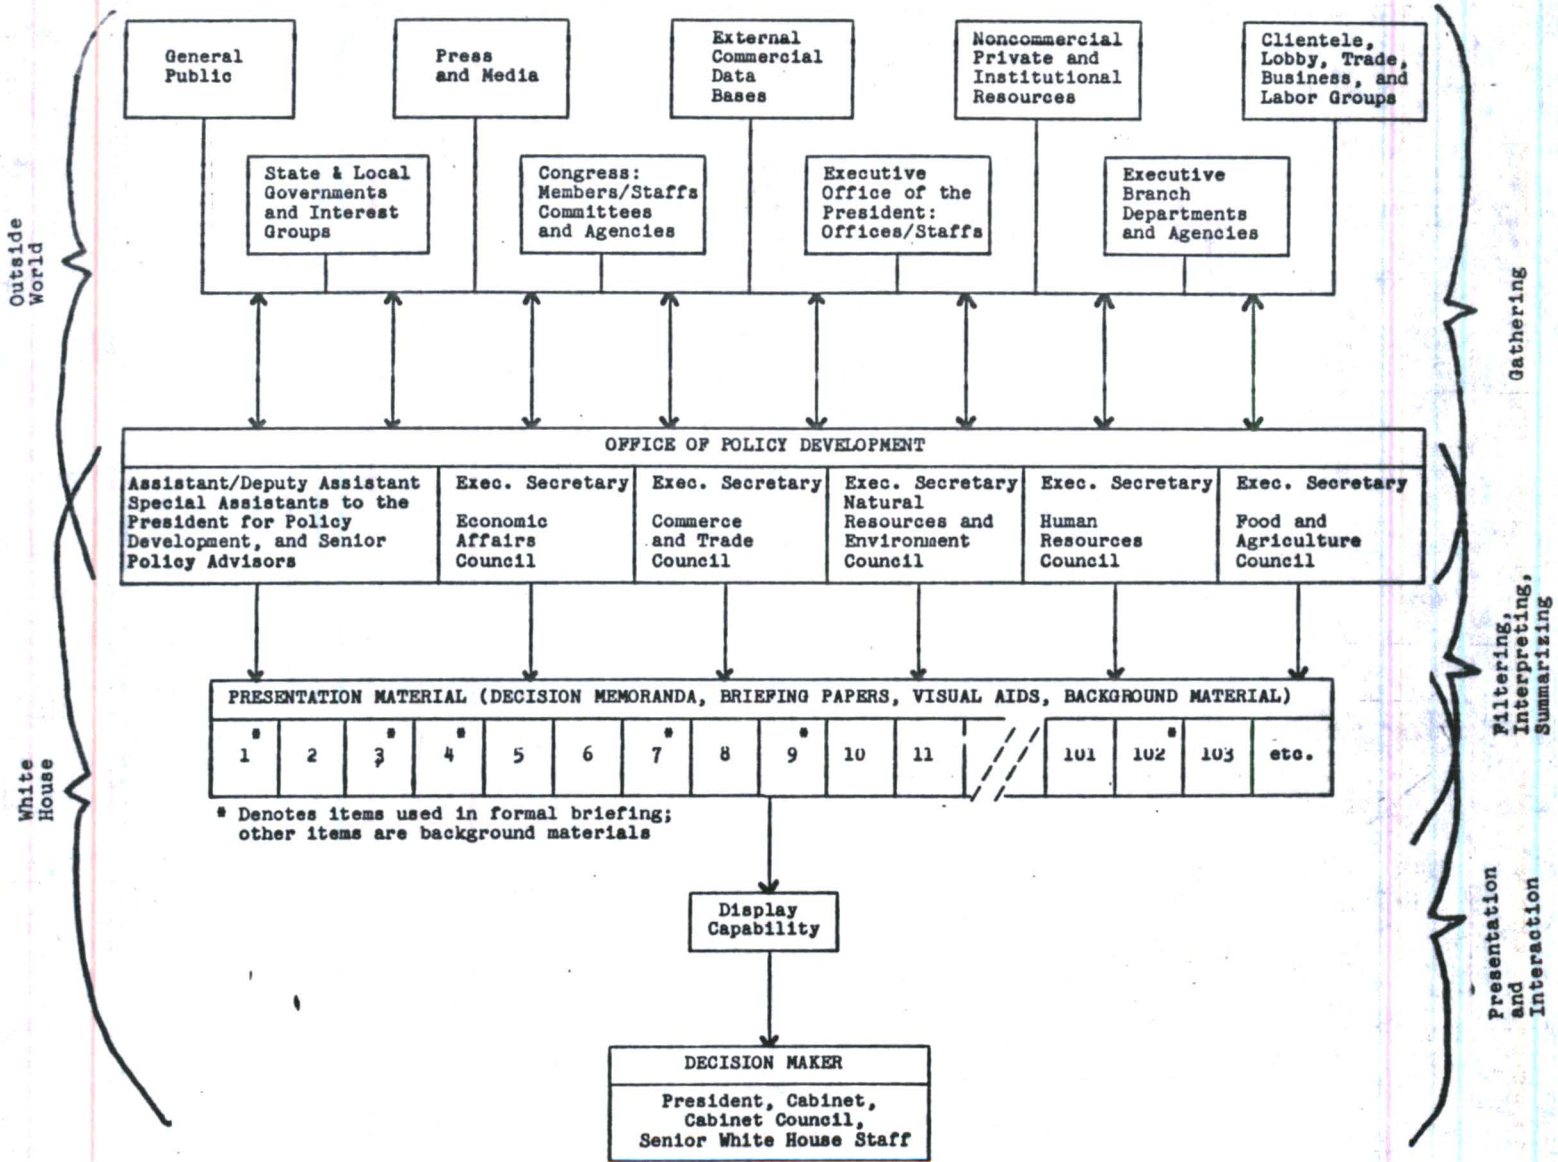 General
Public
Press
and Media
External
Commercial
Data
Bases
Noncommercial
Private and
Institutional
Resources
Clientele,
Lobby, Trade,
Business, and
Labor Groups
State & Local
Governments
and Interest
Groups
Congress:
Members/Staffs
Committees
and Agencies
Executive
Office of the
President:
Offices/Staffs
Executive
Branch
Departments
and Agencies
Outside
World
Gathering
OFFICE OF POLICY DEVELOPMENT
Assistant/Deputy Assistant
Special Assistants to the
President for Policy
Development, and Senior
Policy Advisors
Exec. Secretary
Economic
Affairs
Council
Exec. Secretary
Commerce
and Trade
Council
Exec. Secretary
Natural
Resources and
Environment
Council
Exec. Secretary
Human
Resources
Council
Exec. Secretary
Food and
Agriculture
Council
Filtering,
Interpreting,
Summarizing
PRESENTATION MATERIAL (DECISION MEMORANDA, BRIEFING PAPERS, VISUAL AIDS, BACKGROUND MATERIAL)
1* 2 3* 4* 5 6 7* 8 9* 10 11 101 102* 103 etc.
* Denotes items used in formal briefing;
other items are background materials
White
House
Display
Capability
Presentation
and
Interaction
DECISION MAKER
President, Cabinet,
Cabinet Council,
Senior White House Staff